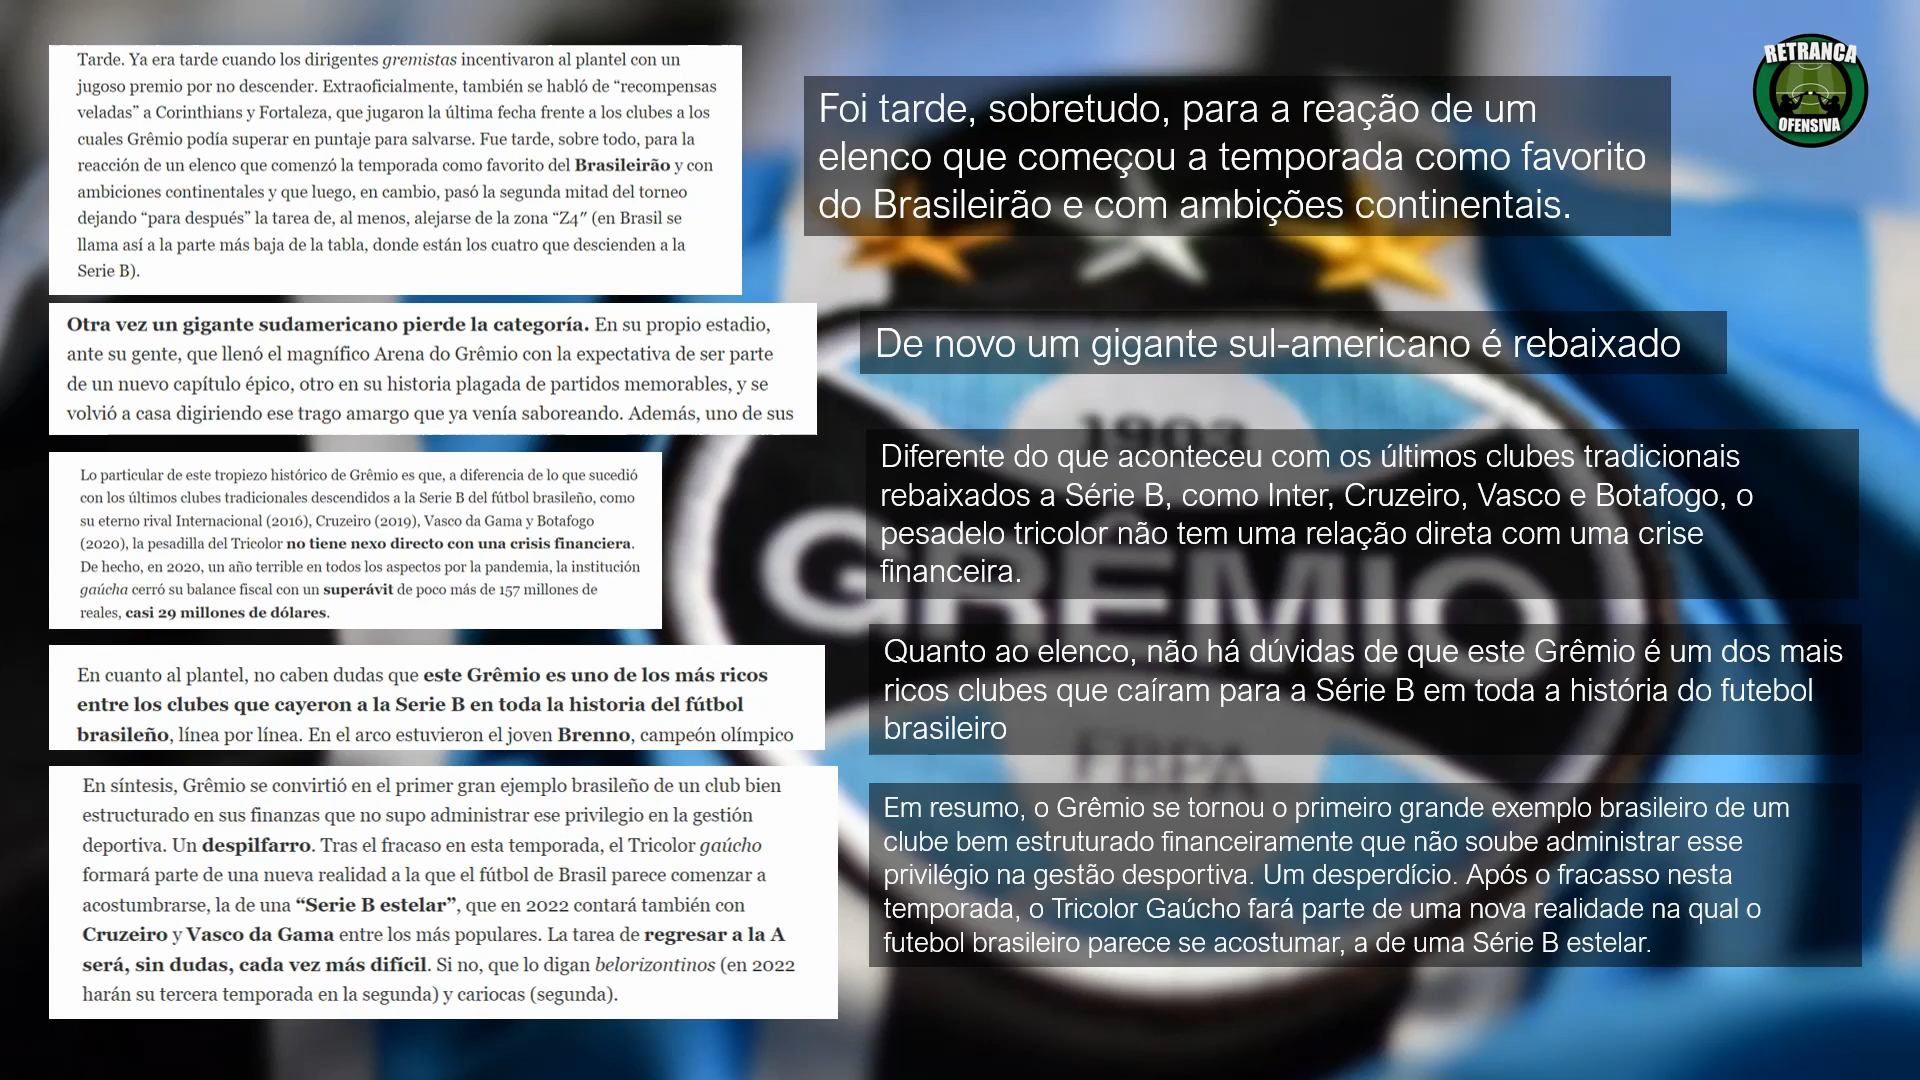 Tarde. Ya era tarde cuando los dirigentes gremistas incentivaron al plantel con un
jugoso premio por no descender. Extraoficialmente, también se habló de “recompensas
veladas” a Corinthians y Fortaleza, que jugaron la última fecha frente a los clubes a los
cuales Grêmio podía superar en puntaje para salvarse. Fue tarde, sobre todo, para la
reacción de un elenco que comenzó la temporada como favorito del Brasileirão y con
ambiciones continentales y que luego, en cambio, pasó la segunda mitad del torneo
dejando “para después” la tarea de, al menos, alejarse de la zona “Z4″ (en Brasil se
llama así a la parte más baja de la tabla, donde están los cuatro que descienden a la
Serie B).
Foi tarde, sobretudo, para a reação de um
elenco que começou a temporada como favorito
do Brasileirão e com ambições continentais.
RETRANCA
OFENSIVA
Otra vez un gigante sudamericano pierde la categoría. En su propio estadio,
ante su gente, que llenó el magnífico Arena do Grêmio con la expectativa de ser parte
de un nuevo capítulo épico, otro en su historia plagada de partidos memorables, y se
volvió a casa digiriendo ese trago amargo que ya venía saboreando. Además, uno de sus
De novo um gigante sul-americano é rebaixado
1903
Lo particular de este tropiezo histórico de Grêmio es que, a diferencia de lo que sucedió
con los últimos clubes tradicionales descendidos a la Serie B del fútbol brasileño, como
su eterno rival Internacional (2016), Cruzeiro (2019), Vasco da Gama y Botafogo
(2020), la pesadilla del Tricolor no tiene nexo directo con una crisis financiera.
De hecho, en 2020, un año terrible en todos los aspectos por la pandemia, la institución
gaúcha cerró su balance fiscal con un superávit de poco más de 157 millones de
reales, casi 29 millones de dólares.
Diferente do que aconteceu com os últimos clubes tradicionais
rebaixados a Série B, como Inter, Cruzeiro, Vasco e Botafogo, o
pesadelo tricolor não tem uma relação direta com uma crise
financeira.
GRÊMIO
En cuanto al plantel, no caben dudas que este Grêmio es uno de los más ricos
entre los clubes que cayeron a la Serie B en toda la historia del fútbol
brasileño, línea por línea. En el arco estuvieron el joven Brenno, campeón olímpico
Quanto ao elenco, não há dúvidas de que este Grêmio é um dos mais
ricos clubes que caíram para a Série B em toda a história do futebol
brasileiro
FBPA
En síntesis, Grêmio se convirtió en el primer gran ejemplo brasileño de un club bien
estructurado en sus finanzas que no supo administrar ese privilegio en la gestión
deportiva. Un despilfarro. Tras el fracaso en esta temporada, el Tricolor gaúcho
formará parte de una nueva realidad a la que el fútbol de Brasil parece comenzar a
acostumbrarse, la de una “Serie B estelar”, que en 2022 contará también con
Cruzeiro y Vasco da Gama entre los más populares. La tarea de regresar a la A
será, sin dudas, cada vez más difícil. Si no, que lo digan belorizontinos (en 2022
harán su tercera temporada en la segunda) y cariocas (segunda).
Em resumo, o Grêmio se tornou o primeiro grande exemplo brasileiro de um
clube bem estruturado financeiramente que não soube administrar esse
privilégio na gestão desportiva. Um desperdício. Após o fracasso nesta
temporada, o Tricolor Gaúcho fará parte de uma nova realidade na qual o
futebol brasileiro parece se acostumar, a de uma Série B estelar.